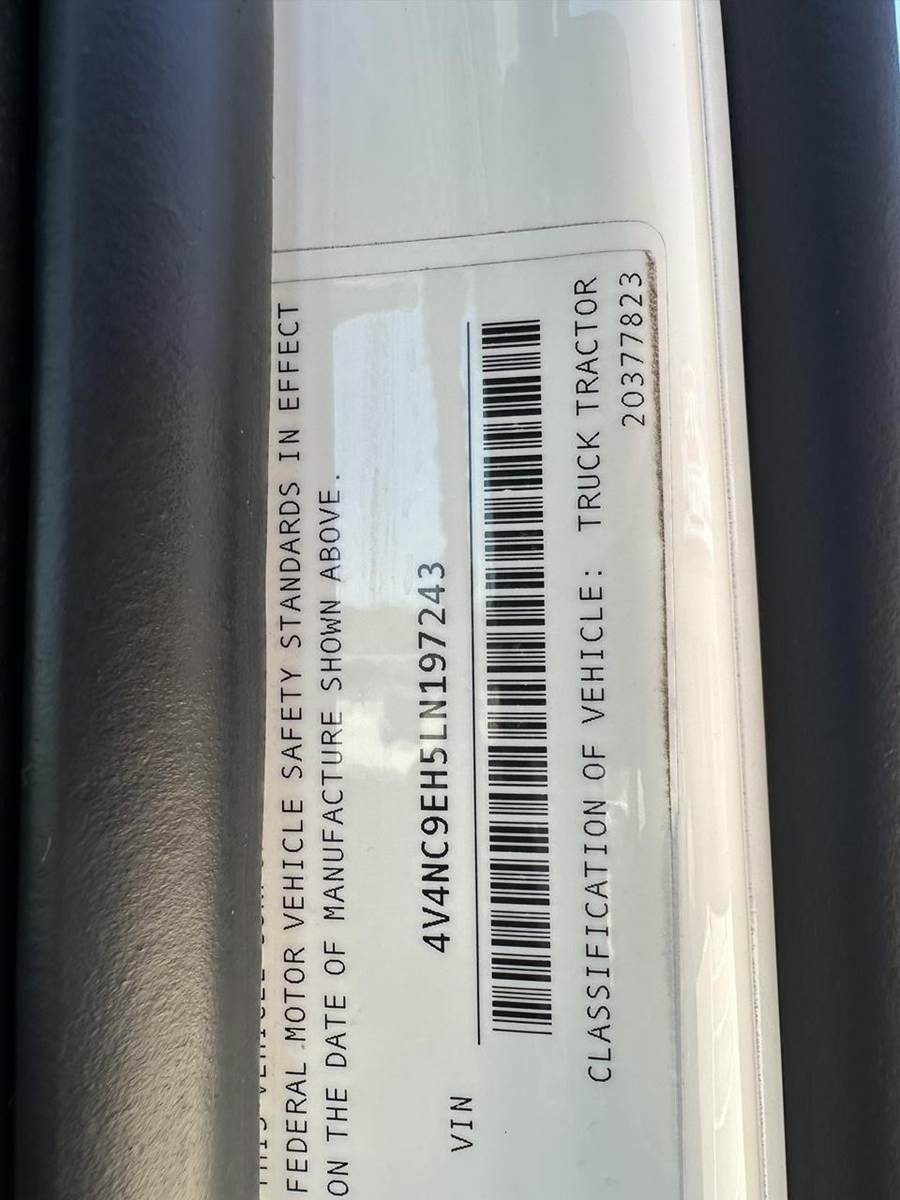 FEDERAL MOTOR VEHICLE SAFETY STANDARDS IN EFFECT
ON THE DATE OF MANUFACTURE SHOWN ABOVE.
VIN 4V4NC9EH5LN197243
CLASSIFICATION OF VEHICLE: TRUCK TRACTOR
20377823